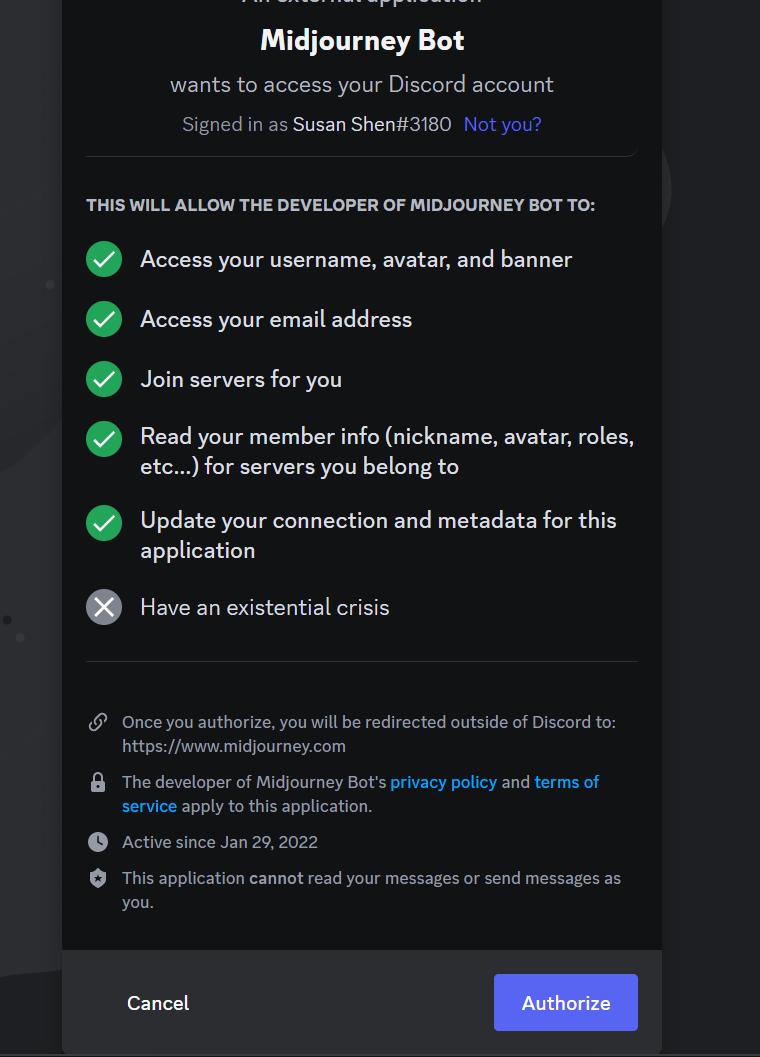 An external application
Midjourney Bot
wants to access your Discord account
Signed in as Susan Shen#3180 Not you?
THIS WILL ALLOW THE DEVELOPER OF MIDJOURNEY BOT TO:
Access your username, avatar, and banner
Access your email address
Join servers for you
Read your member info (nickname, avatar, roles,
etc...) for servers you belong to
Update your connection and metadata for this
application
Have an existential crisis
Once you authorize, you will be redirected outside of Discord to:
https://www.midjourney.com
The developer of Midjourney Bot's privacy policy and terms of
service apply to this application.
Active since Jan 29, 2022
This application cannot read your messages or send messages as
you.
Cancel
Authorize